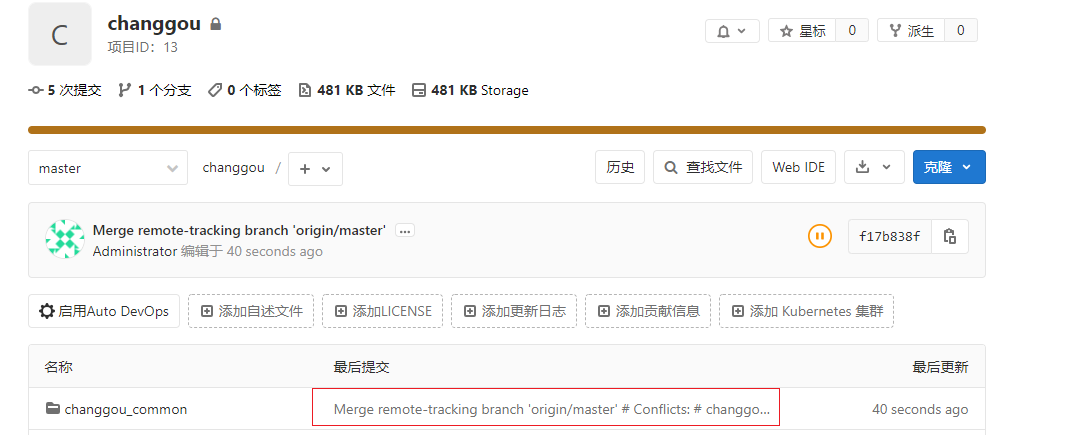 C
changgou
项目ID: 13
星标 0
派生 0
5 次提交 1 个分支 0 个标签 481 KB 文件 481 KB Storage
master
changgou / +
历史 查找文件 Web IDE 克隆
Merge remote-tracking branch 'origin/master' ...
Administrator 编辑于 40 seconds ago
f17b838f
启用Auto DevOps 添加自述文件 添加LICENSE 添加更新日志 添加贡献信息 添加 Kubernetes 集群
名称 最后提交 最后更新
changgou_common Merge remote-tracking branch 'origin/master' # Conflicts: # changgo... 40 seconds ago